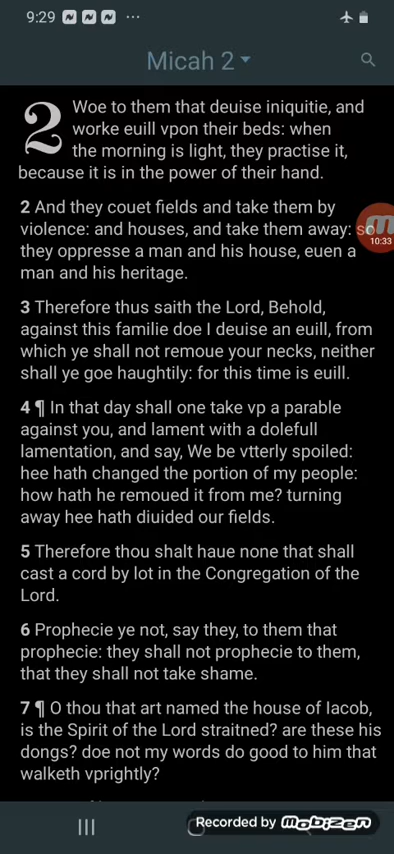 9:29
Micah 2
2 Woe to them that deuise iniquitie, and
worke euill vpon their beds: when
the morning is light, they practise it,
because it is in the power of their hand.
2 And they couet fields and take them by
violence: and houses, and take them away: so
they oppresse a man and his house, euen a
man and his heritage.
10:33
3 Therefore thus saith the Lord, Behold,
against this familie doe I deuise an euill, from
which ye shall not remoue your necks, neither
shall ye goe haughtily: for this time is euill.
4 ¶ In that day shall one take vp a parable
against you, and lament with a dolefull
lamentation, and say, We be vtterly spoiled:
hee hath changed the portion of my people:
how hath he remoued it from me? turning
away hee hath diuided our fields.
5 Therefore thou shalt haue none that shall
cast a cord by lot in the Congregation of the
Lord.
6 Prophecie ye not, say they, to them that
prophecie: they shall not prophecie to them,
that they shall not take shame.
7 ¶ O thou that art named the house of Iacob,
is the Spirit of the Lord straitned? are these his
dongs? doe not my words do good to him that
walketh vprightly?
Recorded by mobizen